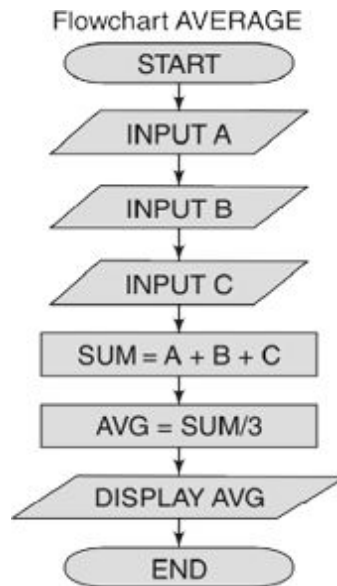 Flowchart AVERAGE
START
INPUT A
INPUT B
INPUT C
SUM = A + B + C
AVG = SUM/3
DISPLAY AVG
END